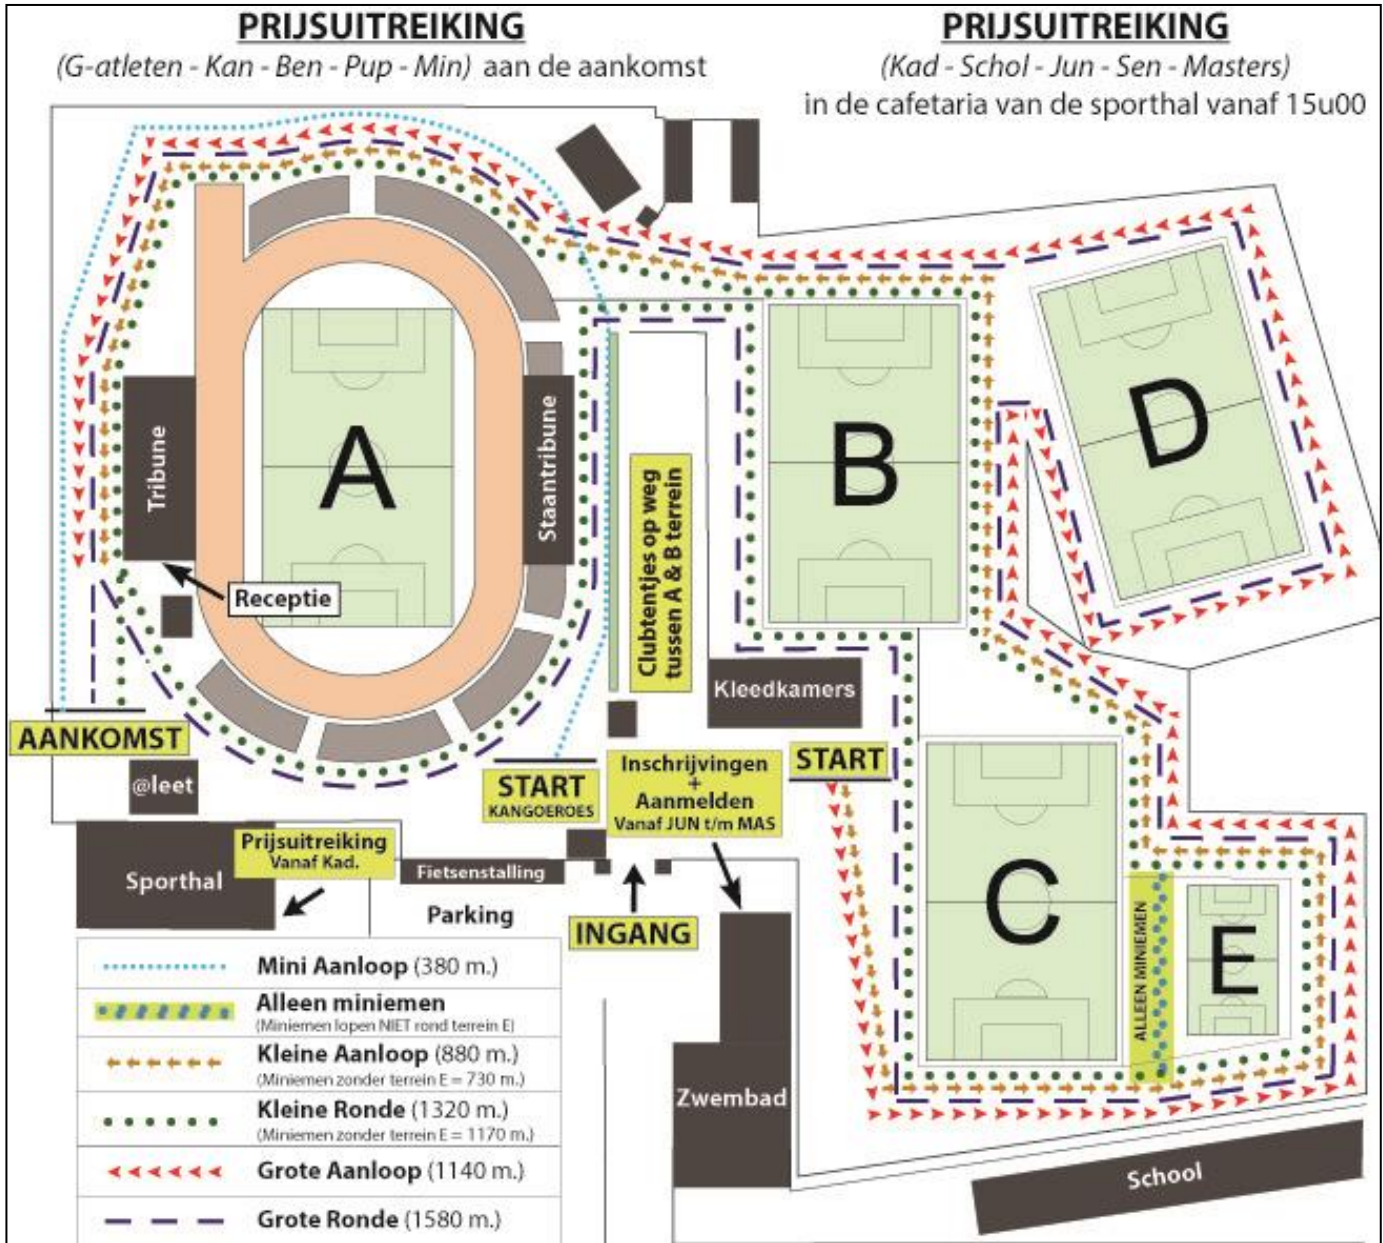 PRIJSUITREIKING
(G-atleten - Kan - Ben - Pup - Min) aan de aankomst
PRIJSUITREIKING
(Kad - Schol - Jun - Sen - Masters)
in de cafetaria van de sporthal vanaf 15u00
Tribune
A
Staantribune
Receptie
Clubtentjes op weg
tussen A & B terrein
B
D
Kleedkamers
AANKOMST
@leet
START
KANGOEROES
Inschrijvingen
+
Aanmelden
Vanaf JUN t/m MAS
START
Prijsuitreiking
Vanaf Kad.
Sporthal
Fietsenstalling
Parking
INGANG
C
ALLEEN MINIEMEN
E
Zwembad
School
Mini Aanloop (380 m.)
Alleen miniemen
(Miniemen lopen NIET rond terrein E)
Kleine Aanloop (880 m.)
(Miniemen zonder terrein E = 730 m.)
Kleine Ronde (1320 m.)
(Miniemen zonder terrein E = 1170 m.)
Grote Aanloop (1140 m.)
Grote Ronde (1580 m.)